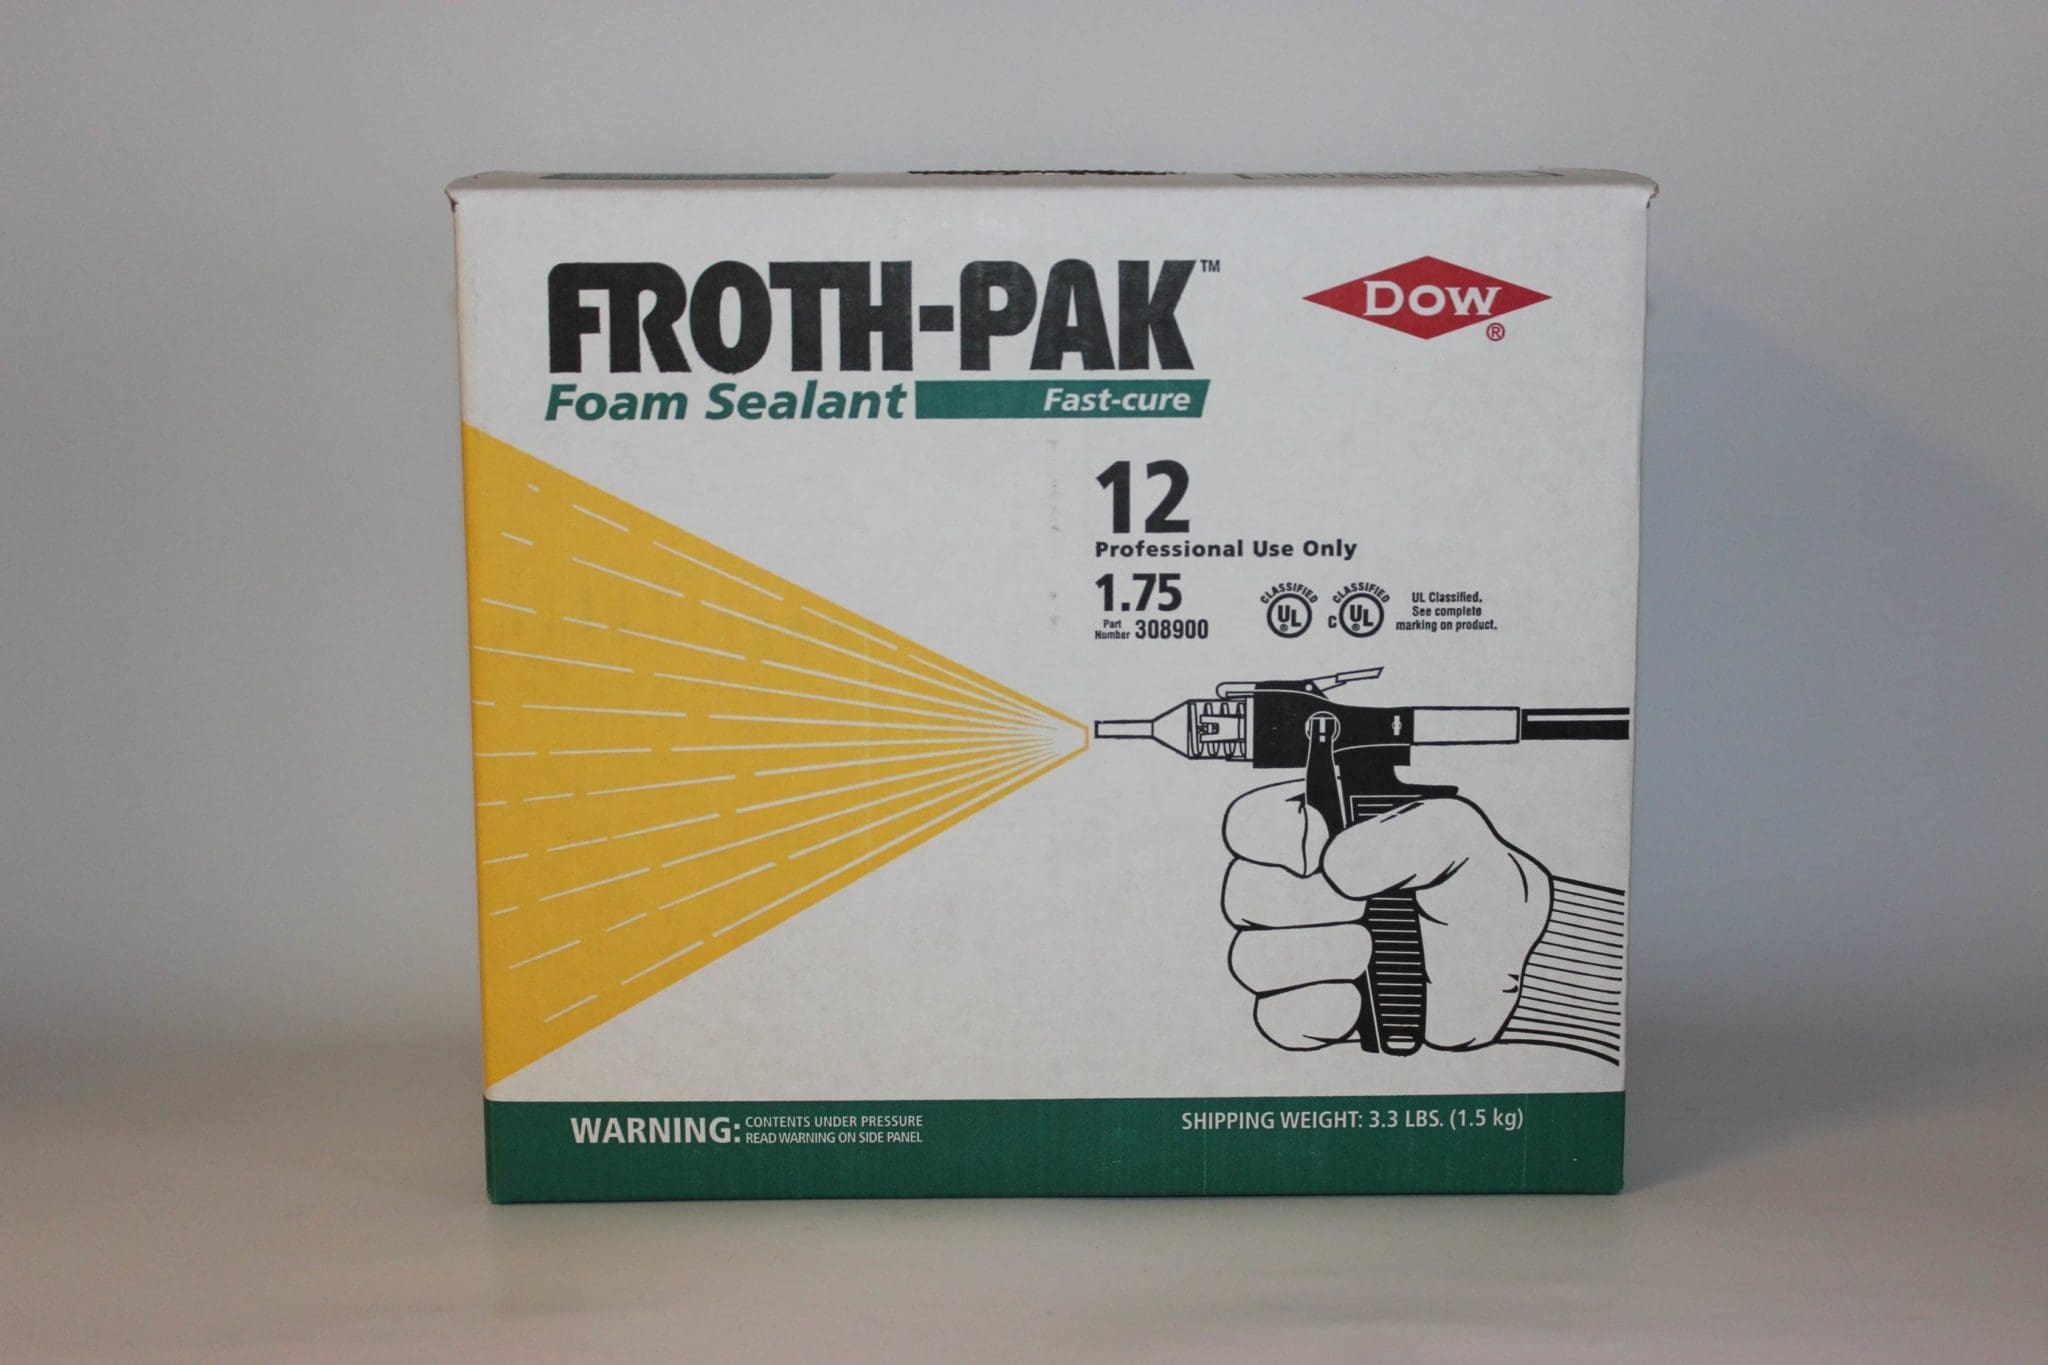 FROTH-PAK™
DOW®
Foam Sealant Fast-cure
12
Professional Use Only
1.75
Part Number 308900
CLASSIFIED UL® CLASSIFIED C UL®
UL Classified.
See complete
marking on product.
WARNING: CONTENTS UNDER PRESSURE
READ WARNING ON SIDE PANEL
SHIPPING WEIGHT: 3.3 LBS. (1.5 kg)